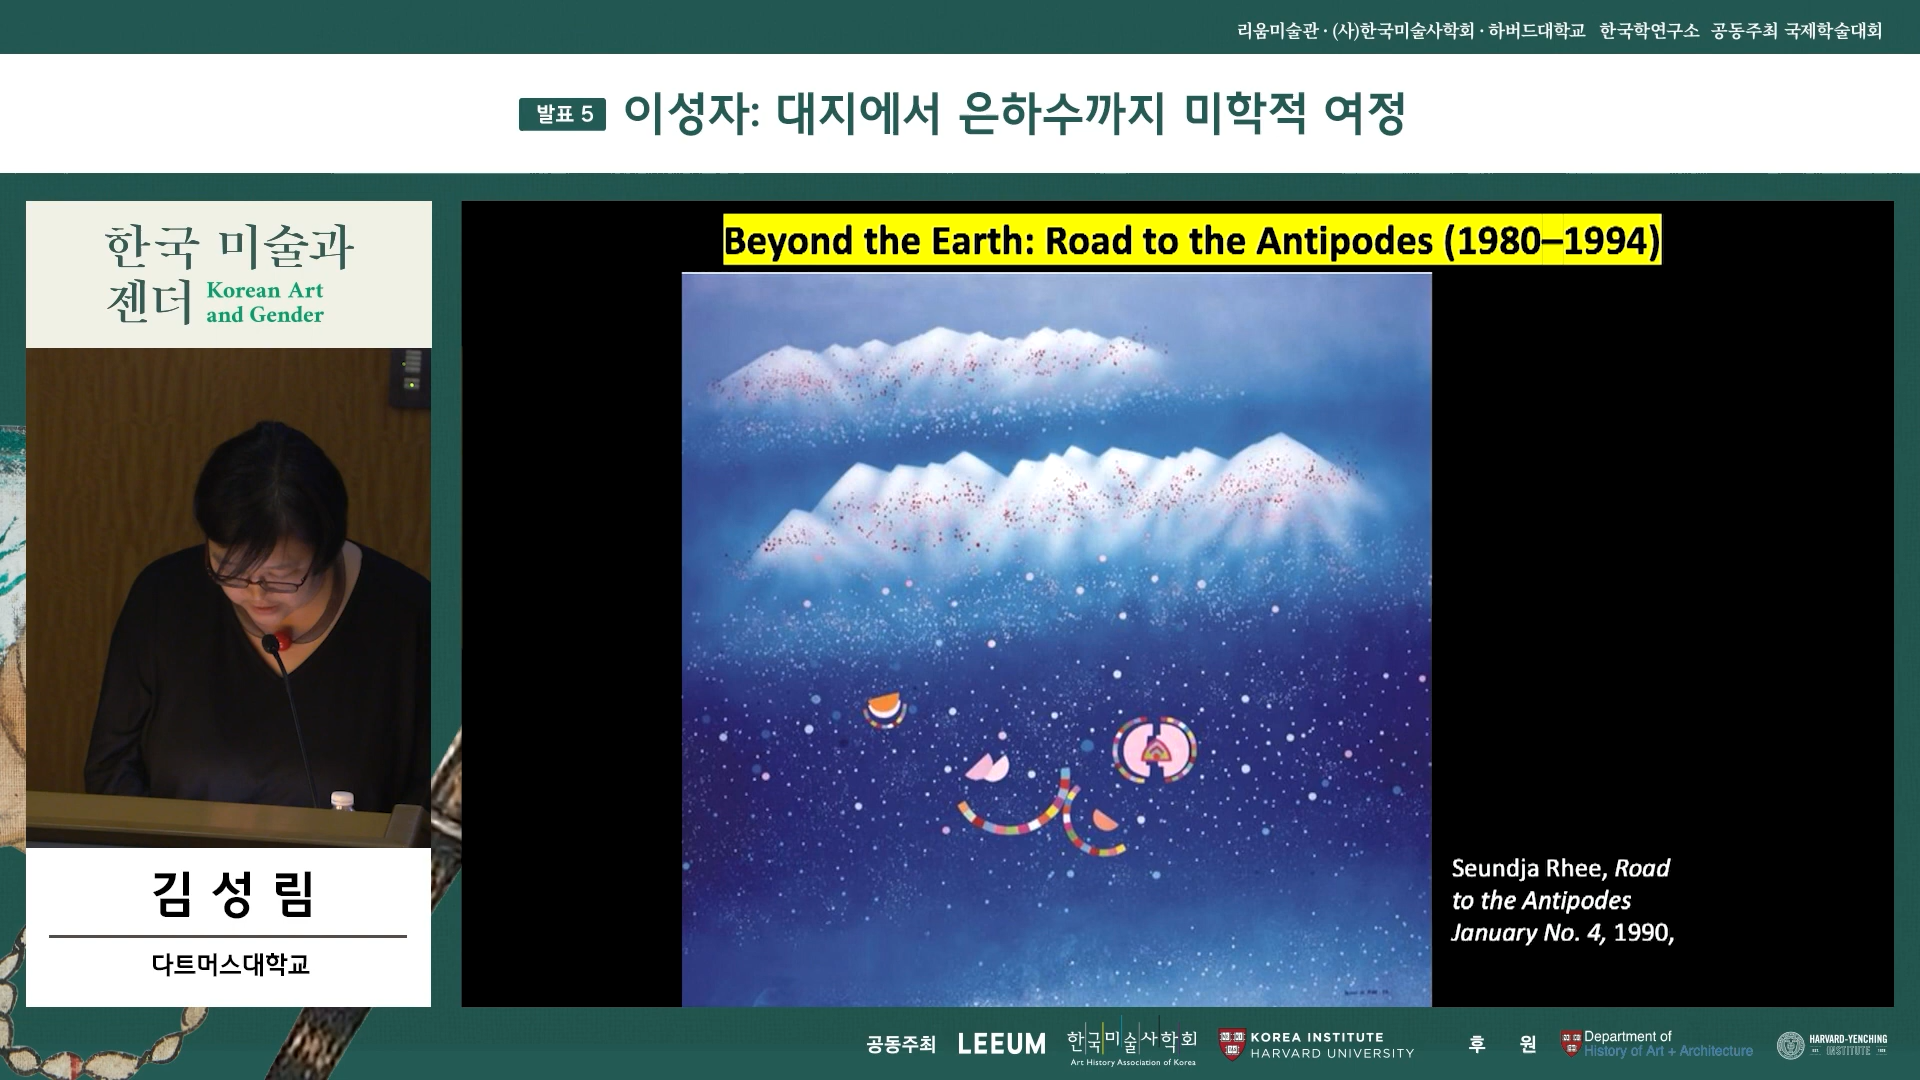 리움미술관 · (사)한국미술사학회 · 하버드대학교 한국학연구소 공동주최 국제학술대회
발표 5 이성자: 대지에서 은하수까지 미학적 여정
한국 미술과
젠더 Korean Art
and Gender
Beyond the Earth: Road to the Antipodes (1980–1994)
Seundja Rhee, Road
to the Antipodes
January No. 4, 1990,
김성림
다트머스대학교
공동주최 LEEUM 한국미술사학회 KOREA INSTITUTE 후 원 Department of HARVARD-YENCHING
Art History Association of Korea HARVARD UNIVERSITY History of Art + Architecture INSTITUTE